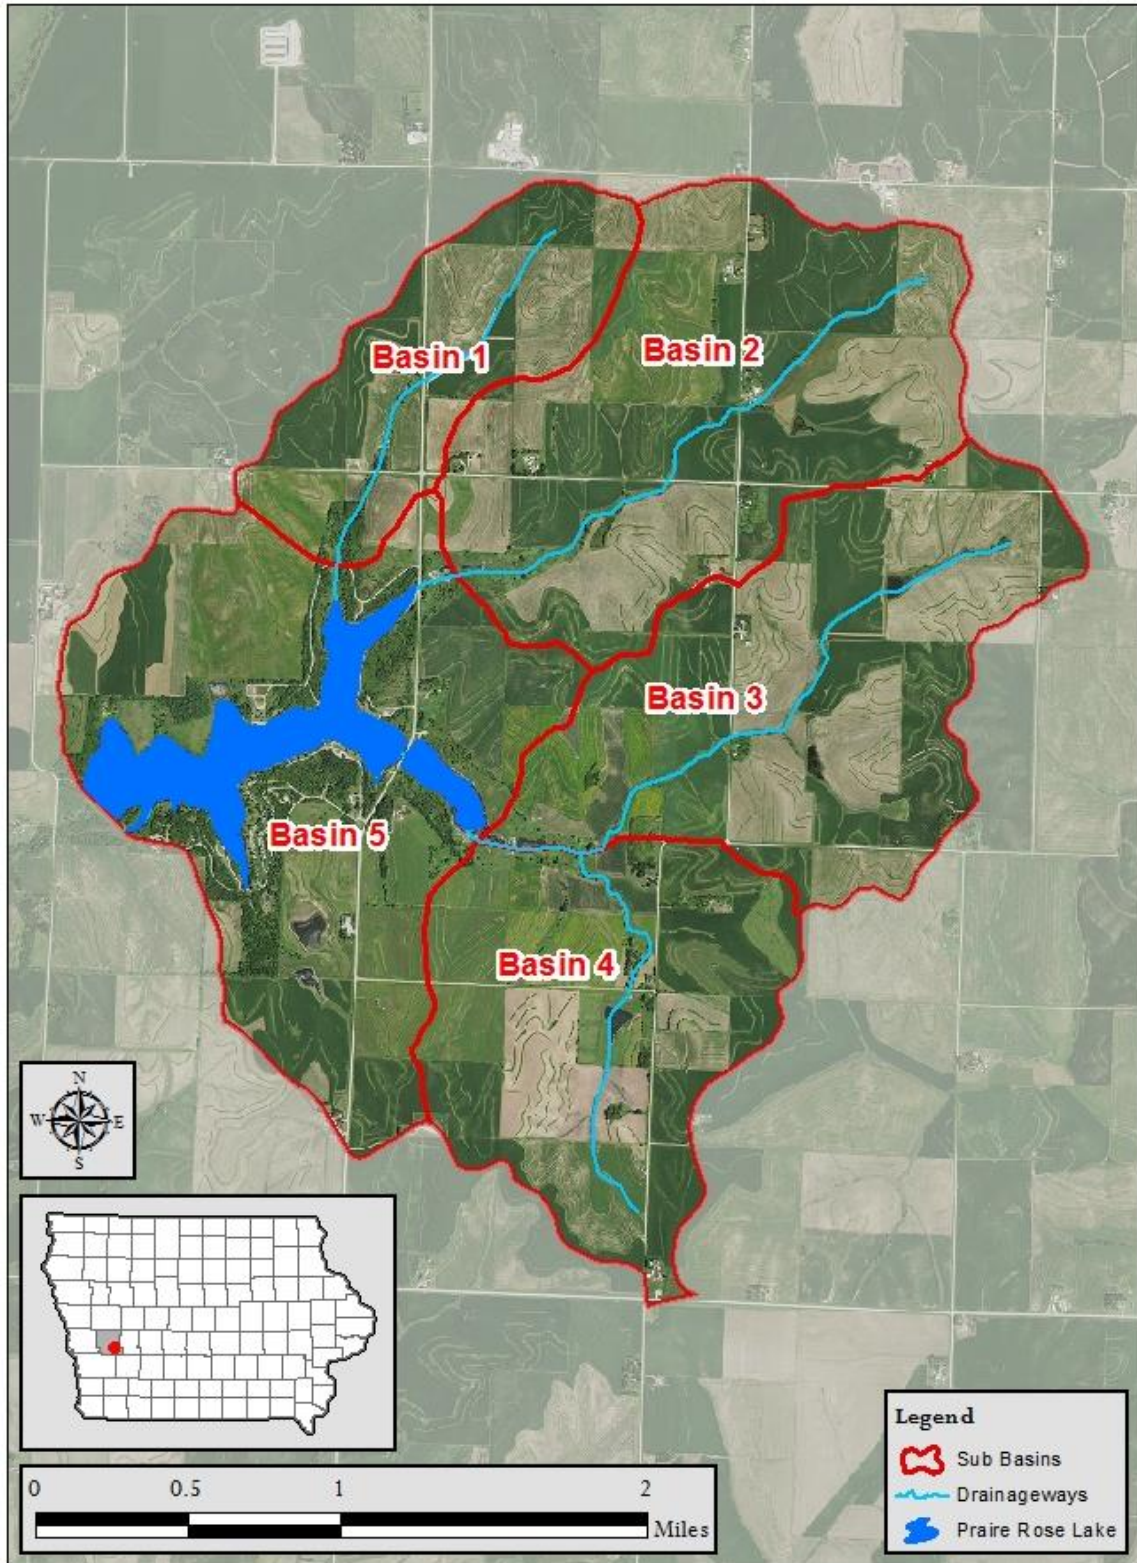 Basin 1
Basin 2
Basin 3
Basin 5
Basin 4
N
W E
S
0 0.5 1 2
Miles
Legend
Sub Basins
Drainageways
Praire Rose Lake